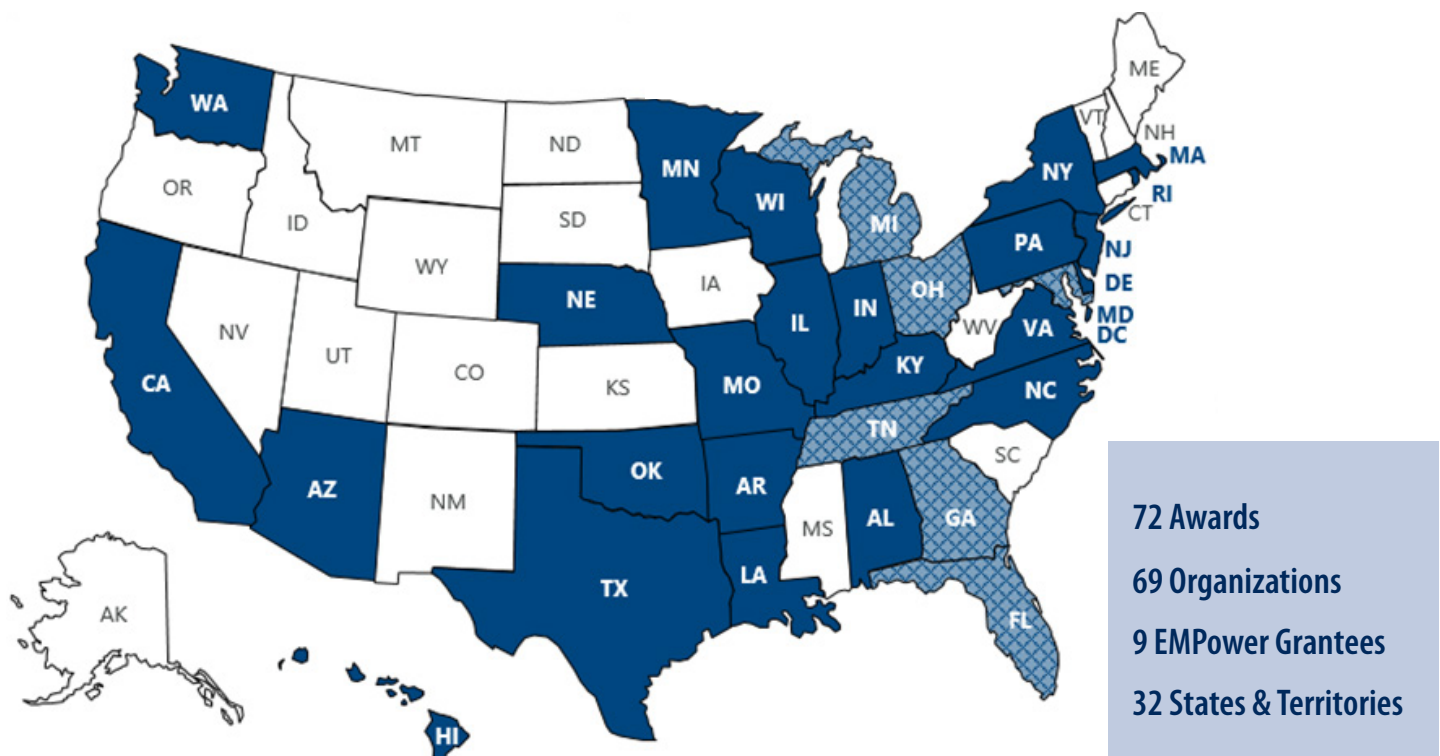 ME
WA
VT
MT
ND
NH
MN
MA
OR
NY
WI
RI
ID
SD
MI
CT
WY
PA
NJ
IA
OH
DE
NE
IL
IN
MD
NV
WV
VA
DC
UT
CO
KY
CA
KS
MO
NC
TN
SC
OK
AZ
AR
NM
MS
AL
GA
72 Awards
LA
TX
69 Organizations
AK
FL
9 EMPower Grantees
32 States & Territories
HI